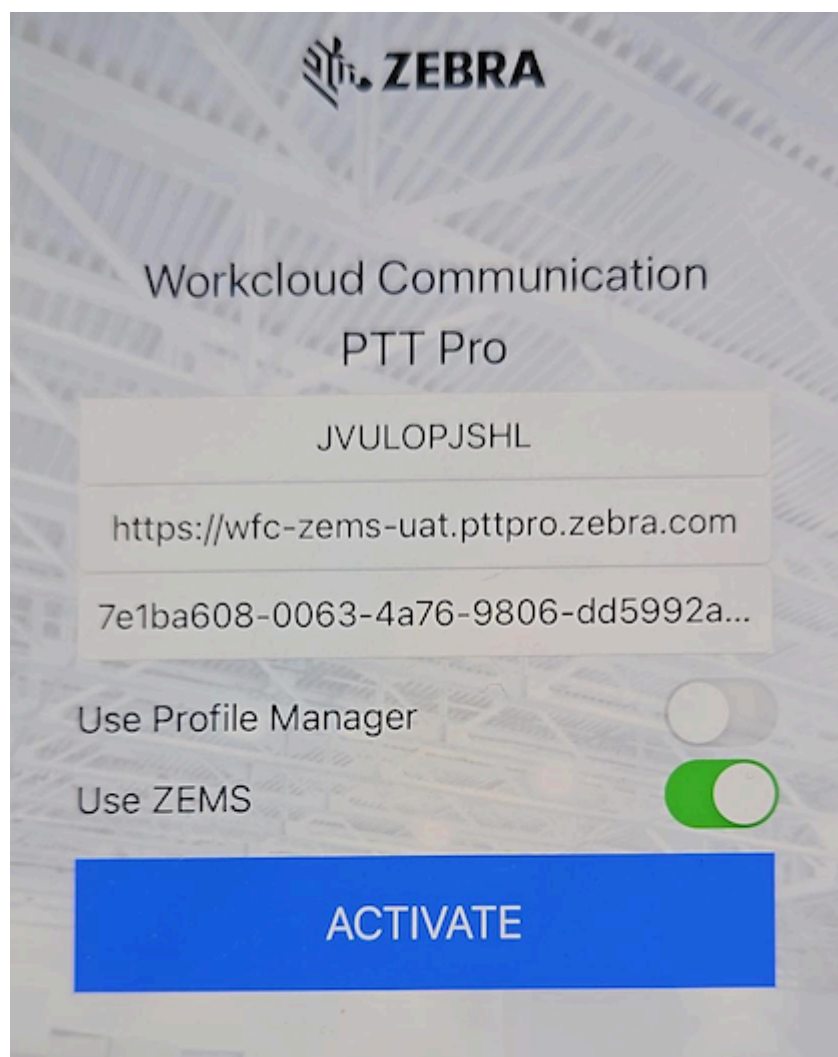 ZEBRA
Workcloud Communication
PTT Pro
JVULOPJSHL
https://wfc-zems-uat.pttpro.zebra.com
7e1ba608-0063-4a76-9806-dd5992a...
Use Profile Manager
Use ZEMS
ACTIVATE